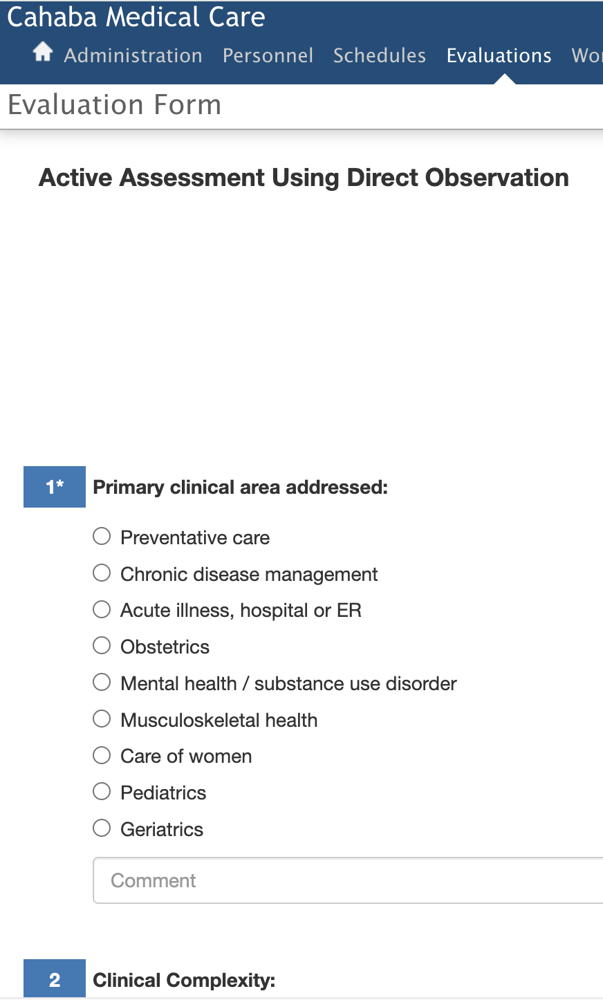 Cahaba Medical Care
Administration Personnel Schedules Evaluations
Evaluation Form
Active Assessment Using Direct Observation
1* Primary clinical area addressed:
Preventative care
Chronic disease management
Acute illness, hospital or ER
Obstetrics
Mental health / substance use disorder
Musculoskeletal health
Care of women
Pediatrics
Geriatrics
Comment
2 Clinical Complexity: